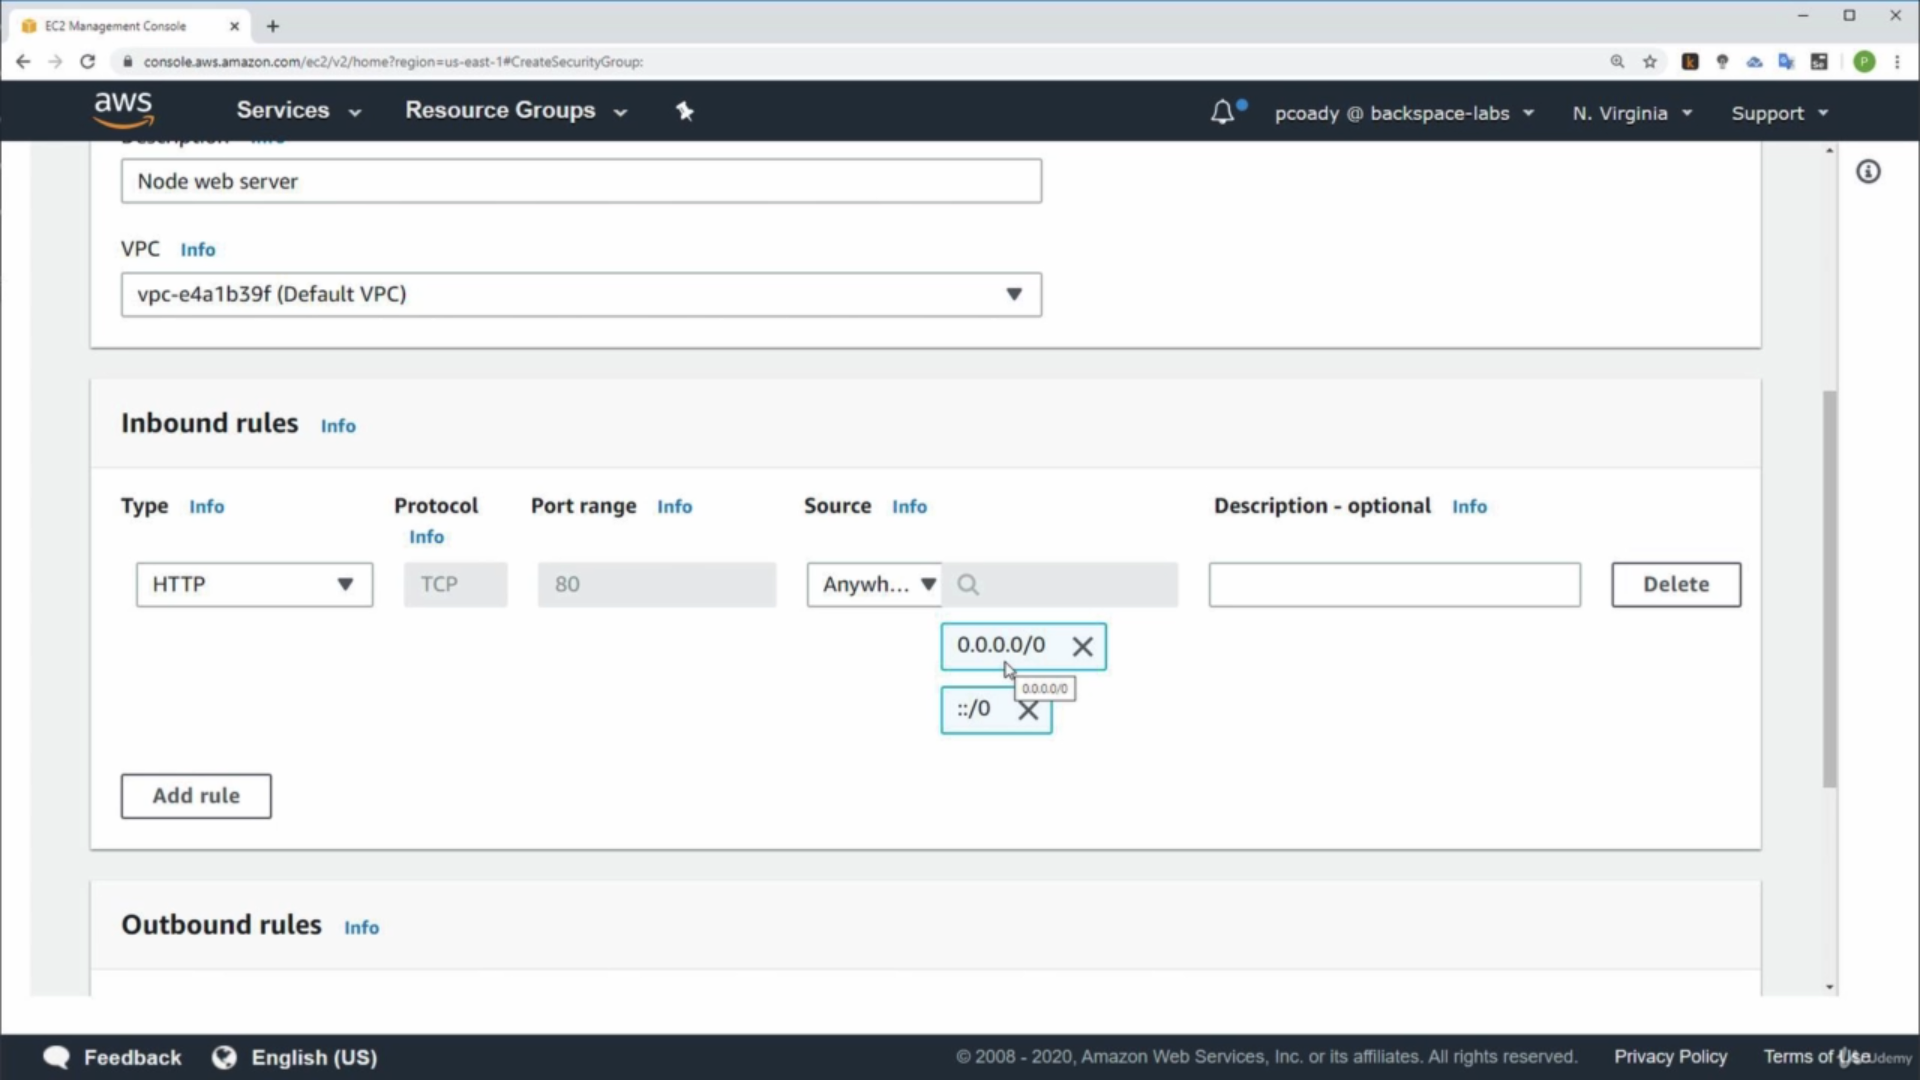 EC2 Management Console
console.aws.amazon.com/ec2/v2/home?region=us-east-1#CreateSecurityGroup:
aws Services Resource Groups pcoady @ backspace-labs N. Virginia Support
Description Info
Node web server
VPC Info
vpc-e4a1b39f (Default VPC)
Inbound rules Info
Type Info Protocol Info Port range Info Source Info Description - optional Info
HTTP TCP 80 Anywh... Delete
0.0.0.0/0
0.0.0.0/0
::/0
Add rule
Outbound rules Info
Feedback English (US) © 2008 - 2020, Amazon Web Services, Inc. or its affiliates. All rights reserved. Privacy Policy Terms of Use
Udemy